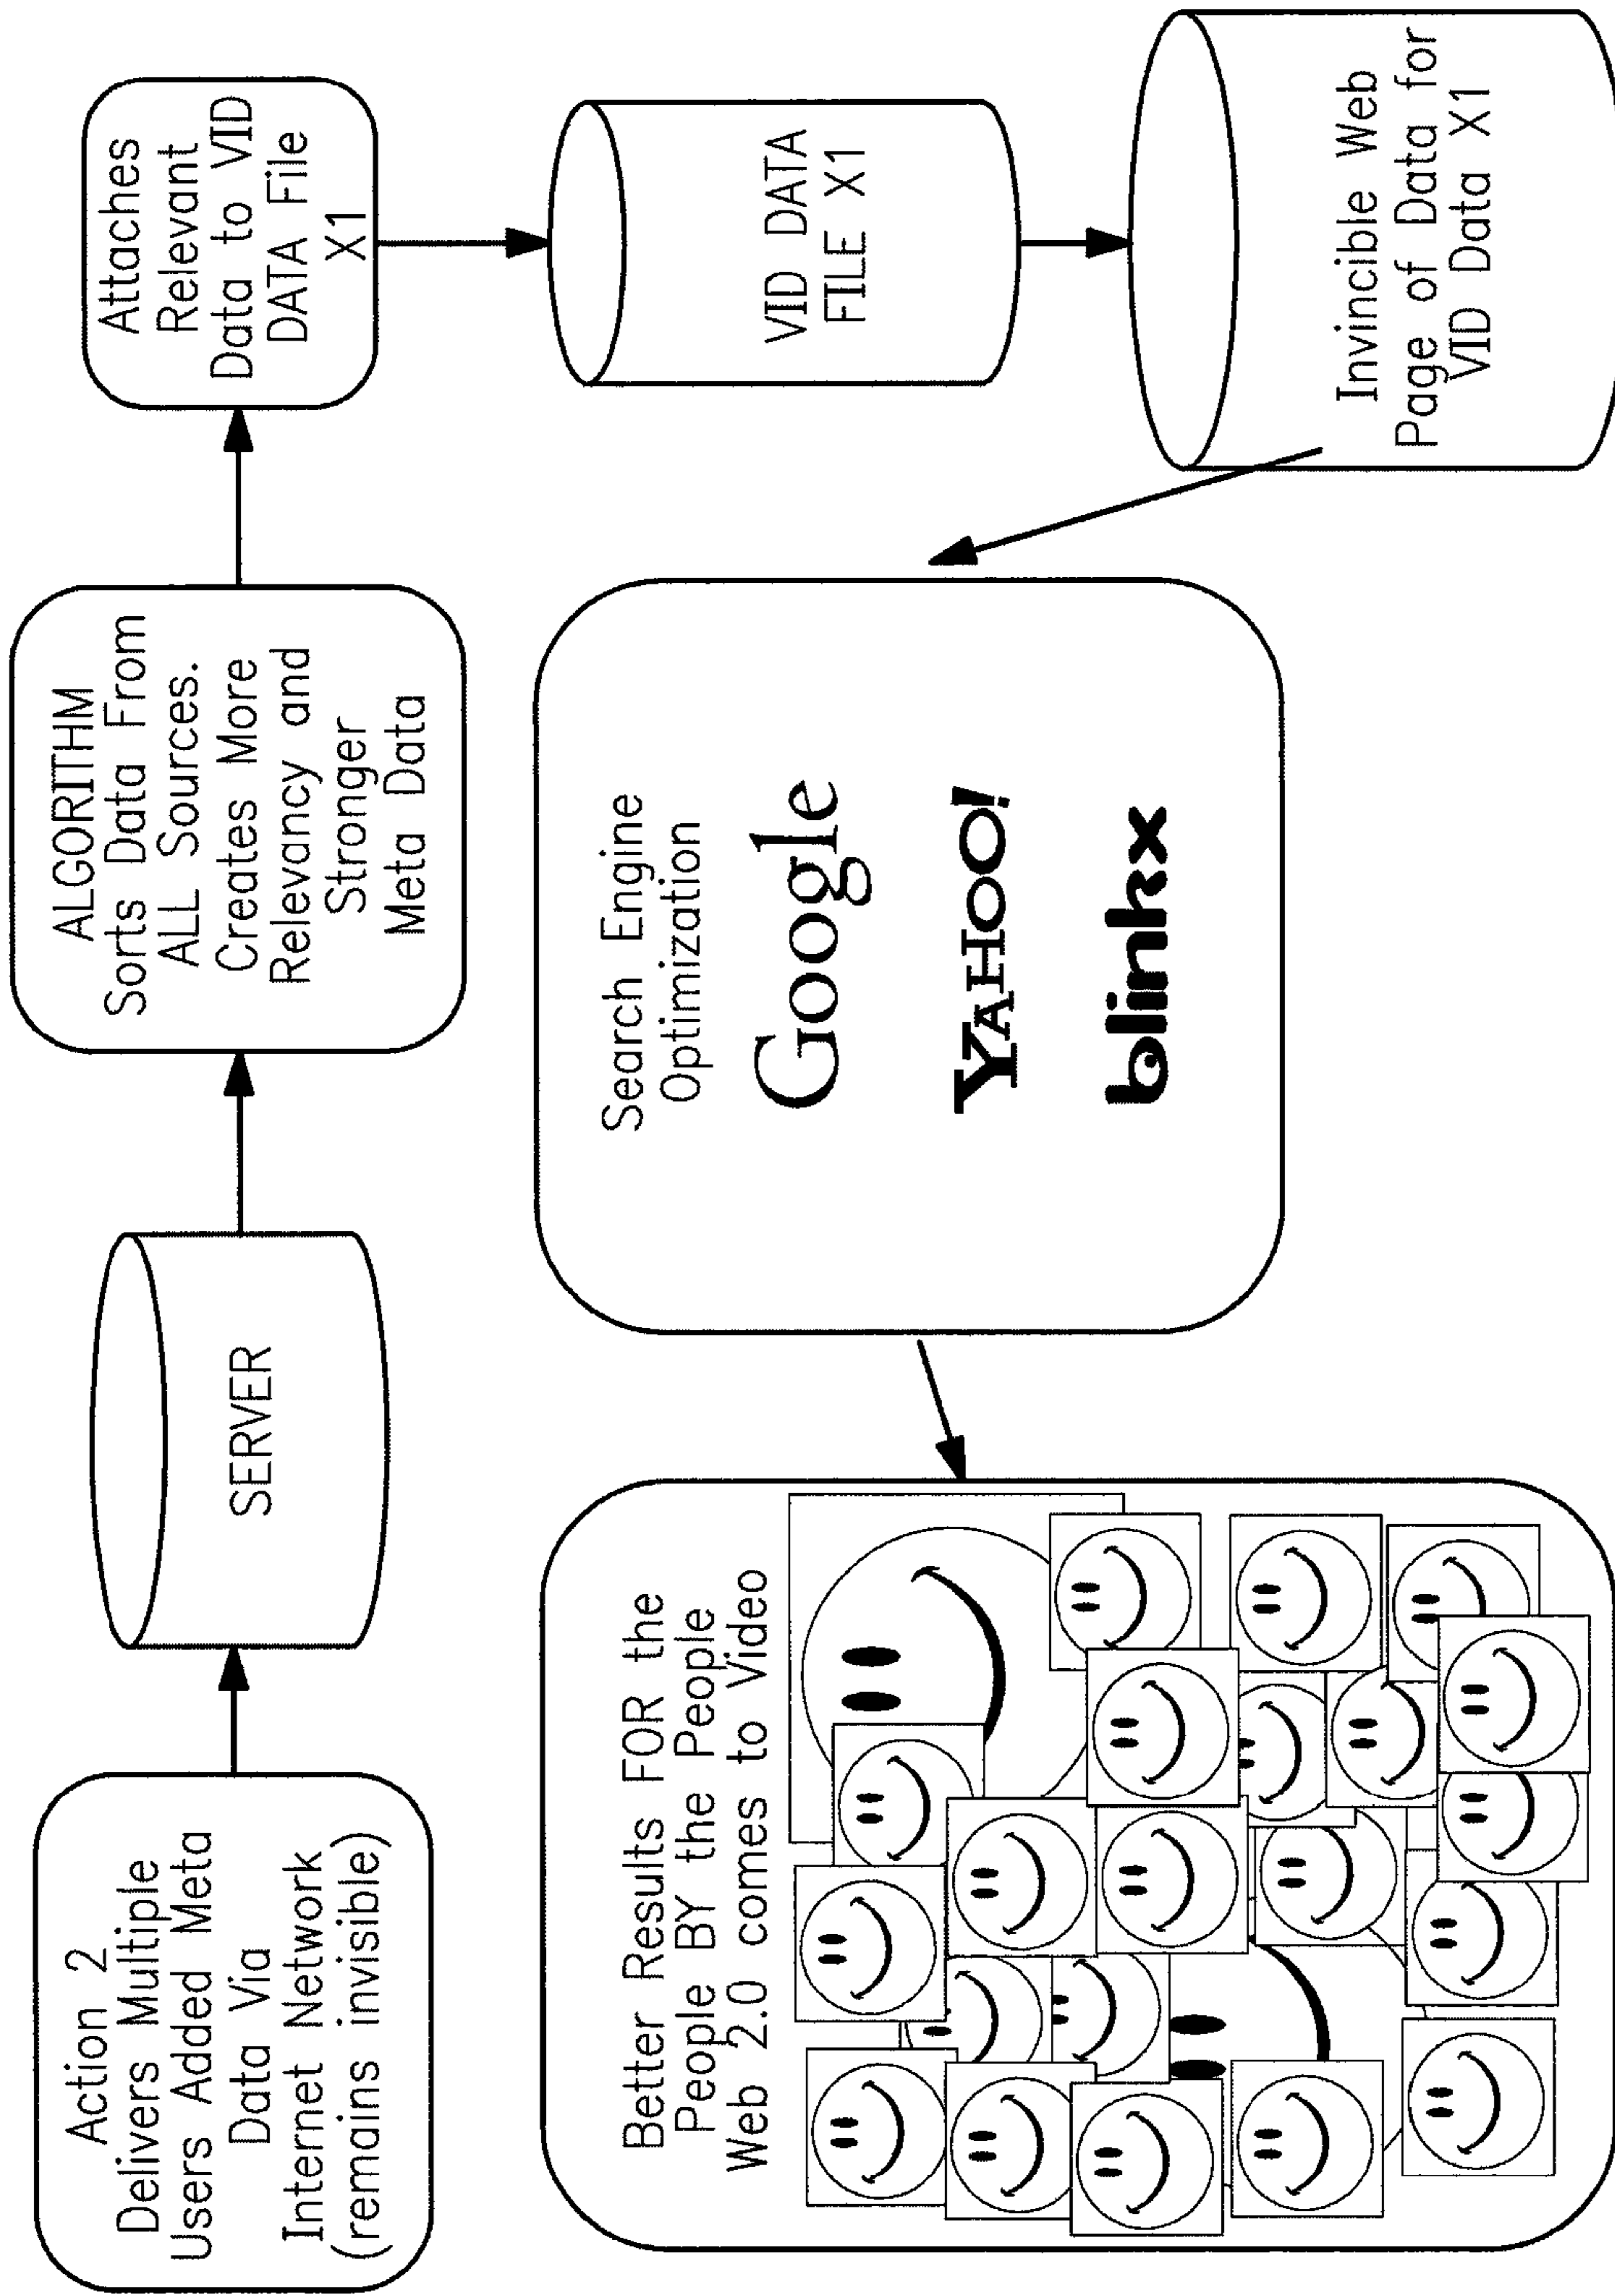 Action 2
Delivers Multiple
Users Added Meta
Data Via
Internet Network
(remains invisible)
SERVER
ALGORITHM
Sorts Data From
ALL Sources.
Creates More
Relevancy and
Stronger
Meta Data
Attaches
Relevant
Data to VID
DATA File
X1
VID DATA
FILE X1
Invincible Web
Page of Data for
VID Data X1
Search Engine
Optimization
Google
YAHOO!
blinkx
Better Results FOR the
People BY the People
Web 2.0 comes to Video